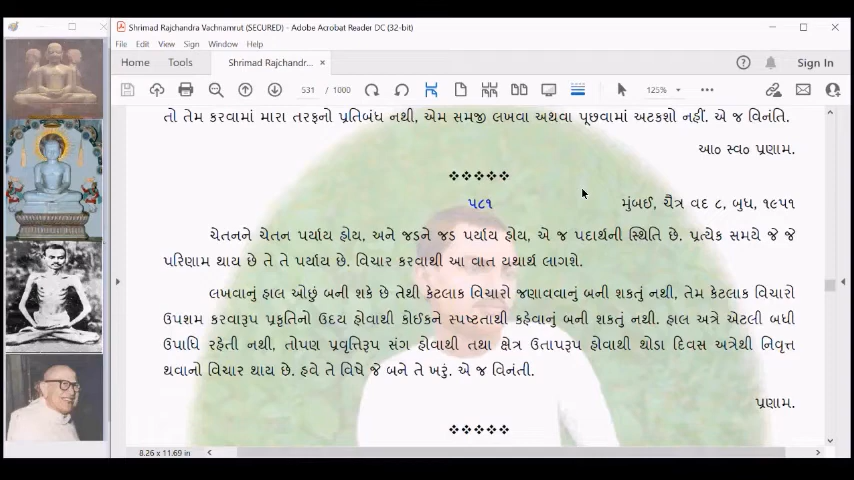 Shrimad Rajchandra Vachnamrut (SECURED) - Adobe Acrobat Reader DC (32-bit)
File Edit View Sign Window Help
Home Tools Shrimad Rajchandr... × Sign In
531 / 1000 125%
તો તેમ કરવામાં મારા તરફનો પ્રતિબંધ નથી, એમ સમજી લખવા અથવા પૂછવામાં અટકશો નહીં. એ જ વિનંતિ.
આ૦ સ્વ૦ પ્રણામ.
૫૮૧ મુંબઈ, ચૈત્ર વદ ૮, બુધ, ૧૯૫૧
ચેતનને ચેતન પર્યાય હોય, અને જડને જડ પર્યાય હોય, એ જ પદાર્થની સ્થિતિ છે. પ્રત્યેક સમયે જે જે
પરિણામ થાય છે તે તે પર્યાય છે. વિચાર કરવાથી આ વાત યથાર્થ લાગશે.
લખવાનું હાલ ઓછું બની શકે છે તેથી કેટલાક વિચારો જણાવવાનું બની શકતું નથી, તેમ કેટલાક વિચારો
ઉપશમ કરવારૂપ પ્રકૃતિનો ઉદય હોવાથી કોઈકને સ્પષ્ટતાથી કહેવાનું બની શકતું નથી. હાલ અત્રે એટલી બધી
ઉપાધિ રહેતી નથી, તોપણ પ્રવૃત્તિરૂપ સંગ હોવાથી તથા ક્ષેત્ર ઉતાપરૂપ હોવાથી થોડા દિવસ અત્રેથી નિવૃત્ત
થવાનો વિચાર થાય છે. હવે તે વિષે જે બને તે ખરું. એ જ વિનંતી.
પ્રણામ.
8.26 x 11.69 in